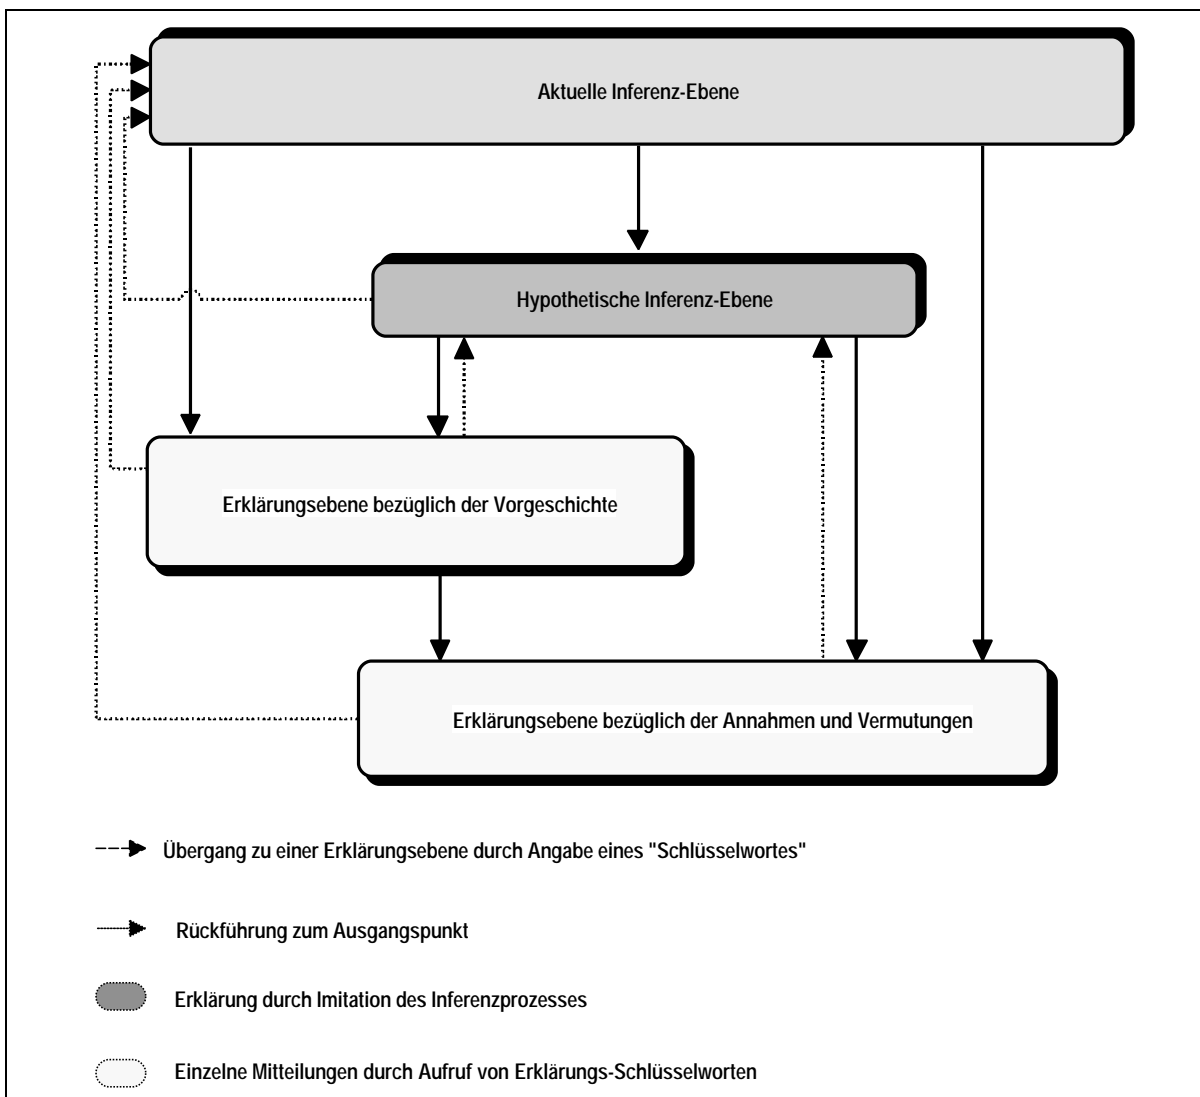 Aktuelle Inferenz-Ebene
Hypothetische Inferenz-Ebene
Erklärungsebene bezüglich der Vorgeschichte
Erklärungsebene bezüglich der Annahmen und Vermutungen
Übergang zu einer Erklärungsebene durch Angabe eines "Schlüsselwortes"
Rückführung zum Ausgangspunkt
Erklärung durch Imitation des Inferenzprozesses
Einzelne Mitteilungen durch Aufruf von Erklärungs-Schlüsselworten